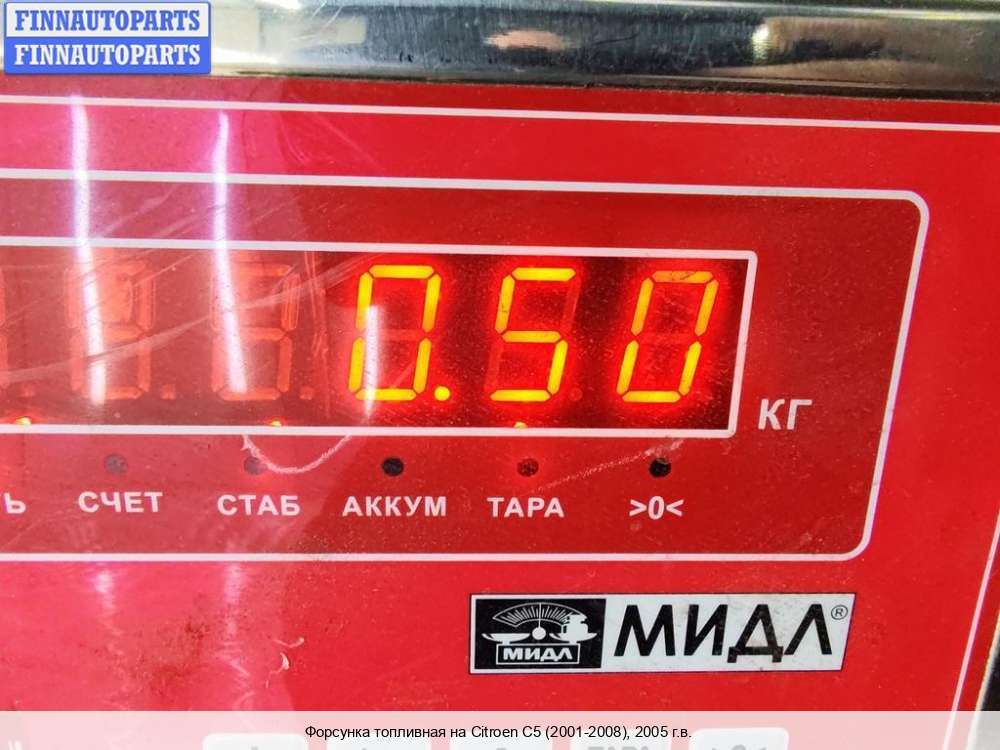 FINNAUTOPARTS
FINNAUTOPARTS
0.50
КГ
СЧЕТ СТАБ АККУМ ТАРА >0<
МИДЛ МИДЛ®
Форсунка топливная на Citroen C5 (2001-2008), 2005 г.в.